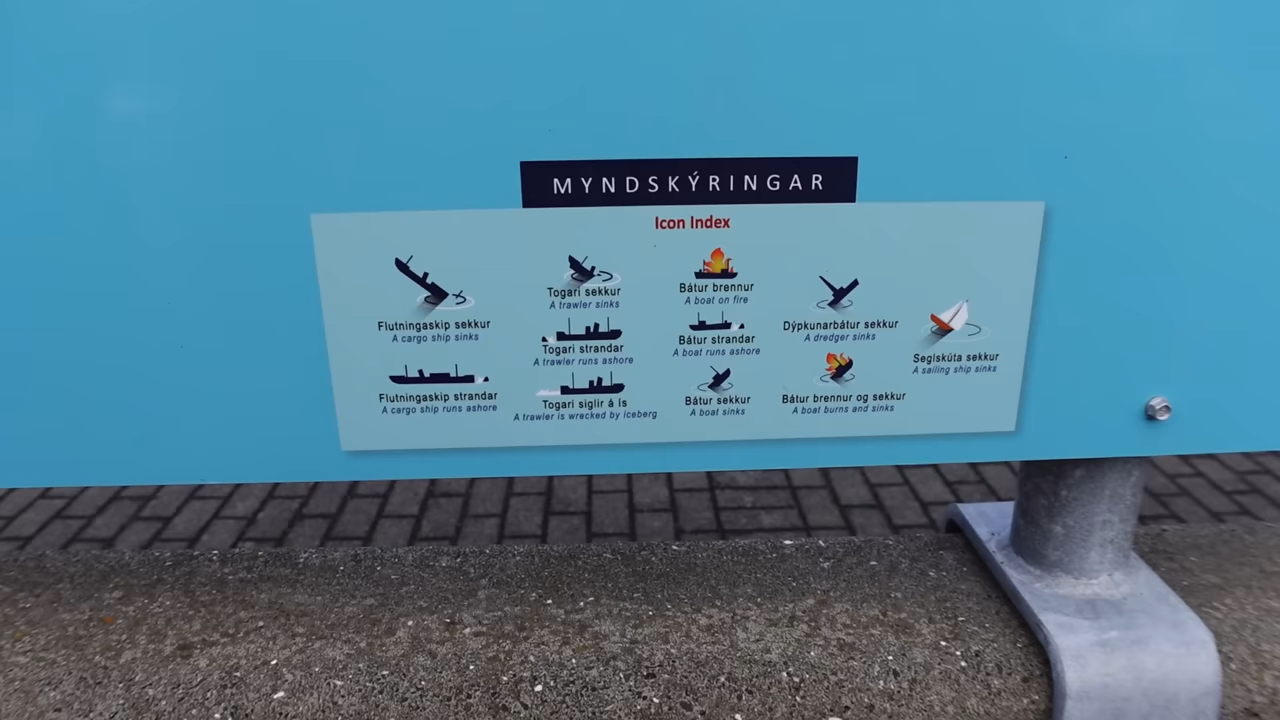 MYNDSKÝRINGAR
Icon Index
Flutningaskip sekkur
A cargo ship sinks
Flutningaskip strandar
A cargo ship runs ashore
Togari sekkur
A trawler sinks
Togari strandar
A trawler runs ashore
Togari siglir á ís
A trawler is wrecked by iceberg
Bátur brennur
A boat on fire
Bátur strandar
A boat runs ashore
Bátur sekkur
A boat sinks
Dýpkunarbátur sekkur
A dredger sinks
Bátur brennur og sekkur
A boat burns and sinks
Seglskúta sekkur
A sailing ship sinks